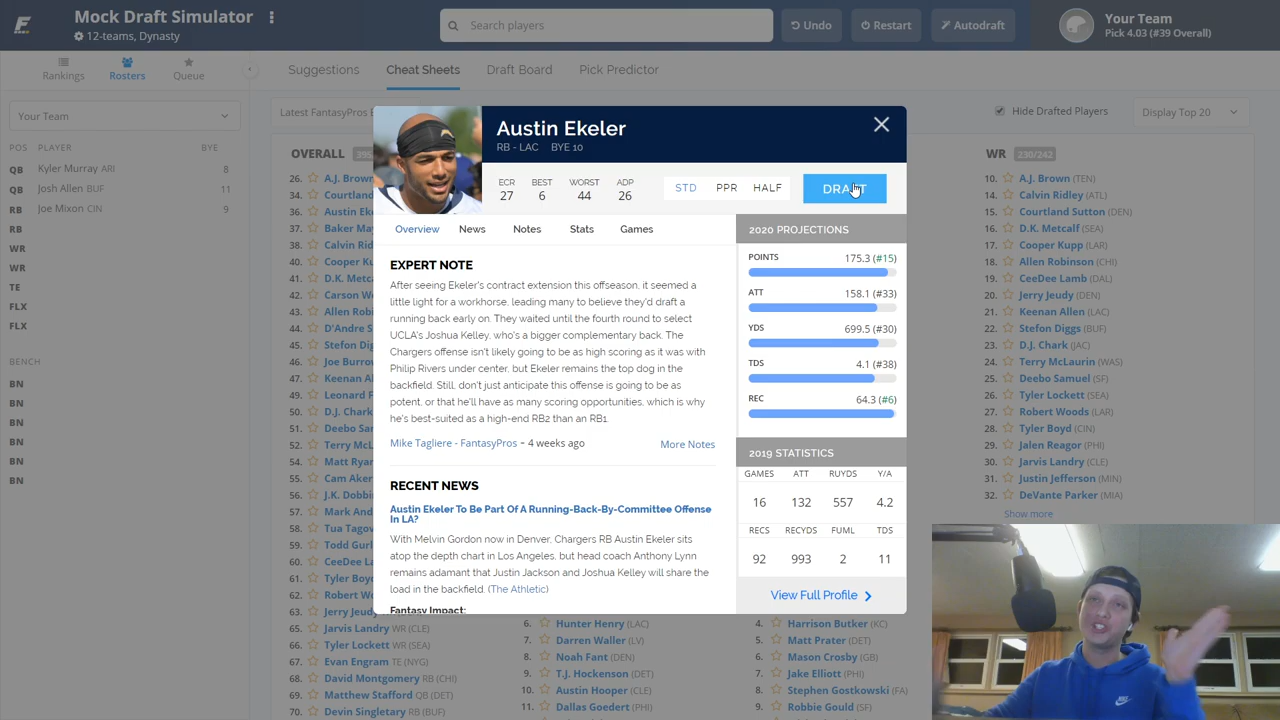 Mock Draft Simulator
12-teams, Dynasty
Search players
Undo
Restart
Autodraft
Your Team
Pick 4.03 (#39 Overall)
Rankings
Rosters
Queue
Suggestions
Cheat Sheets
Draft Board
Pick Predictor
Your Team
POS PLAYER BYE
QB Kyler Murray ARI 8
QB Josh Allen BUF 11
RB Joe Mixon CIN 9
RB
WR
WR
TE
FLX
FLX
BENCH
BN
BN
BN
BN
BN
BN
Latest FantasyPros
Hide Drafted Players
Display Top 20
OVERALL
26. A.J. Brown
34. Courtland
36. Austin Ek
37. Baker Ma
38. Calvin Rid
40. Cooper Ku
41. D.K. Metc
42. Carson W
43. Allen Rob
44. D'Andre S
45. Stefon Dig
46. Joe Burro
47. Keenan Al
49. Leonard F
50. D.J. Chark
51. Deebo Sa
52. Terry McL
54. Matt Ryan
55. Cam Aker
56. J.K. Dobbi
57. Mark And
58. Tua Tago
59. Todd Gurl
60. CeeDee L
61. Tyler Boyd
62. Robert Wo
63. Jerry Jeud
65. Jarvis Landry WR (CLE)
66. Tyler Lockett WR (SEA)
67. Evan Engram TE (NYG)
68. David Montgomery RB (CHI)
69. Matthew Stafford QB (DET)
70. Devin Singletary RB (BUF)
Austin Ekeler
RB - LAC BYE 10
ECR BEST WORST ADP
27 6 44 26
STD PPR HALF
DRAFT
Overview News Notes Stats Games
EXPERT NOTE
After seeing Ekeler's contract extension this offseason, it seemed a
little light for a workhorse, leading many to believe they'd draft a
running back early on. They waited until the fourth round to select
UCLA's Joshua Kelley, who's a bigger complementary back. The
Chargers offense isn't likely going to be as high scoring as it was with
Philip Rivers under center, but Ekeler remains the top dog in the
backfield. Still, don't just anticipate this offense is going to be as
potent, or that he'll have as many scoring opportunities, which is why
he's best-suited as a high-end RB2 than an RB1.
Mike Tagliere - FantasyPros - 4 weeks ago
More Notes
RECENT NEWS
Austin Ekeler To Be Part Of A Running-Back-By-Committee Offense
In LA?
With Melvin Gordon now in Denver, Chargers RB Austin Ekeler sits
atop the depth chart in Los Angeles, but head coach Anthony Lynn
remains adamant that Justin Jackson and Joshua Kelley will share the
load in the backfield. (The Athletic)
Fantasy Impact:
2020 PROJECTIONS
POINTS 175.3 (#15)
ATT 158.1 (#33)
YDS 699.5 (#30)
TDS 4.1 (#38)
REC 64.3 (#6)
2019 STATISTICS
GAMES ATT RUYDS Y/A
16 132 557 4.2
RECS RECYDS FUML TDS
92 993 2 11
View Full Profile
6. Hunter Henry (LAC)
7. Darren Waller (LV)
8. Noah Fant (DEN)
9. T.J. Hockenson (DET)
10. Austin Hooper (CLE)
11. Dallas Goedert (PHI)
4. Harrison Butker (KC)
5. Matt Prater (DET)
6. Mason Crosby (GB)
7. Jake Elliott (PHI)
8. Stephen Gostkowski (FA)
9. Robbie Gould (SF)
WR 230/242
10. A.J. Brown (TEN)
14. Calvin Ridley (ATL)
15. Courtland Sutton (DEN)
16. D.K. Metcalf (SEA)
17. Cooper Kupp (LAR)
18. Allen Robinson (CHI)
19. CeeDee Lamb (DAL)
20. Jerry Jeudy (DEN)
21. Keenan Allen (LAC)
22. Stefon Diggs (BUF)
23. D.J. Chark (JAC)
24. Terry McLaurin (WAS)
25. Deebo Samuel (SF)
26. Tyler Lockett (SEA)
27. Robert Woods (LAR)
28. Tyler Boyd (CIN)
29. Jalen Reagor (PHI)
30. Jarvis Landry (CLE)
31. Justin Jefferson (MIN)
32. DeVante Parker (MIA)
Show more